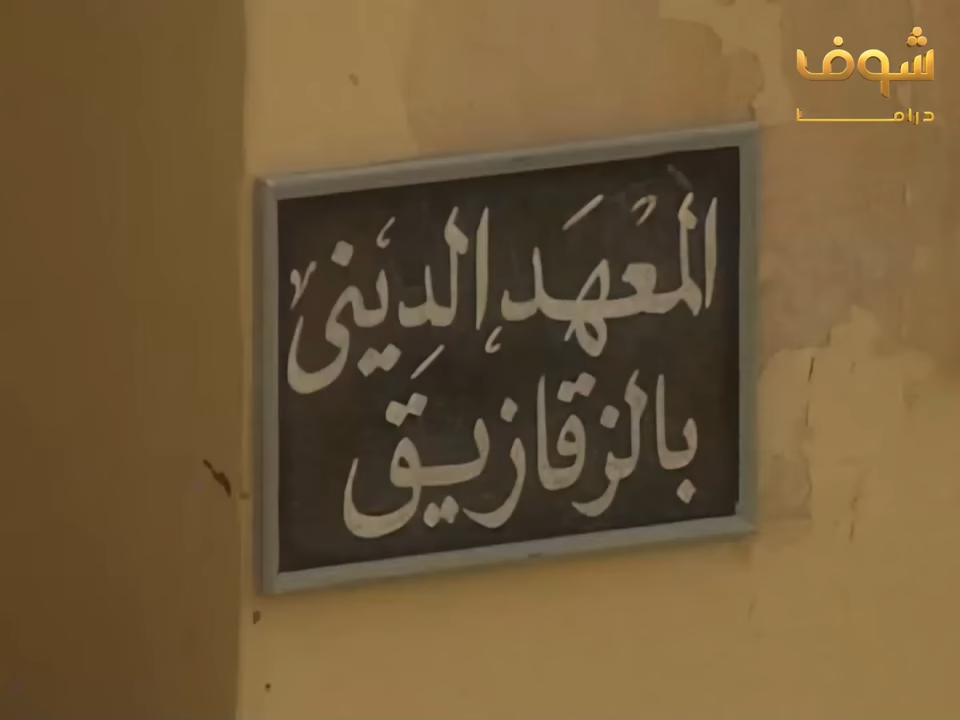 شوف
دراما
المعهد الدينى
بالزقازيق